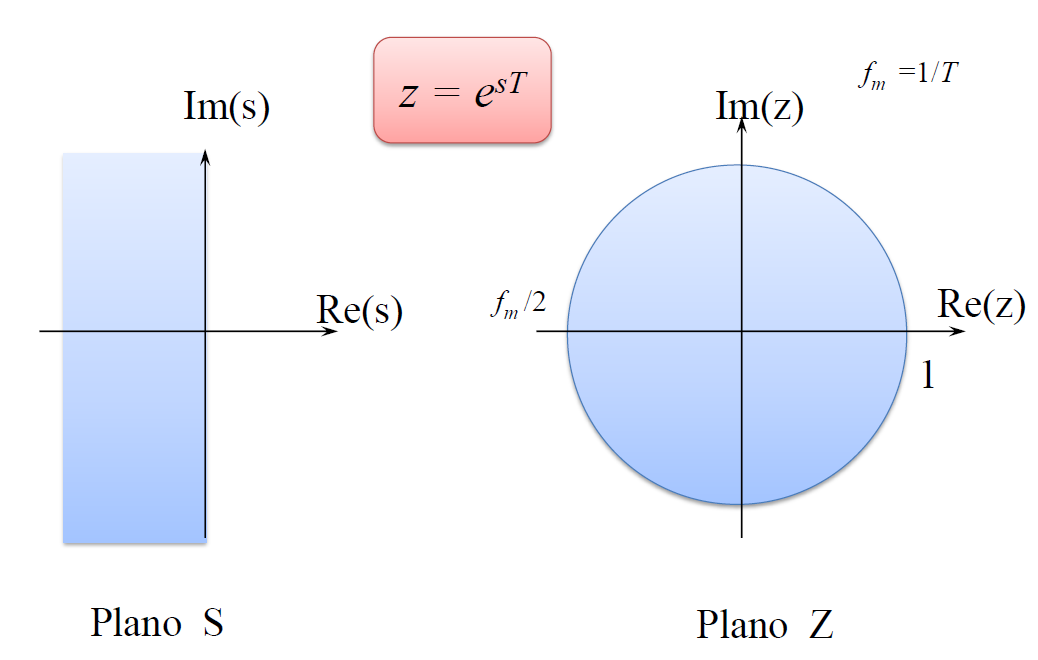 z = e^{sT}
f_m =1/T
Im(s)
Im(z)
Re(s)
f_m /2
Re(z)
1
Plano S
Plano Z